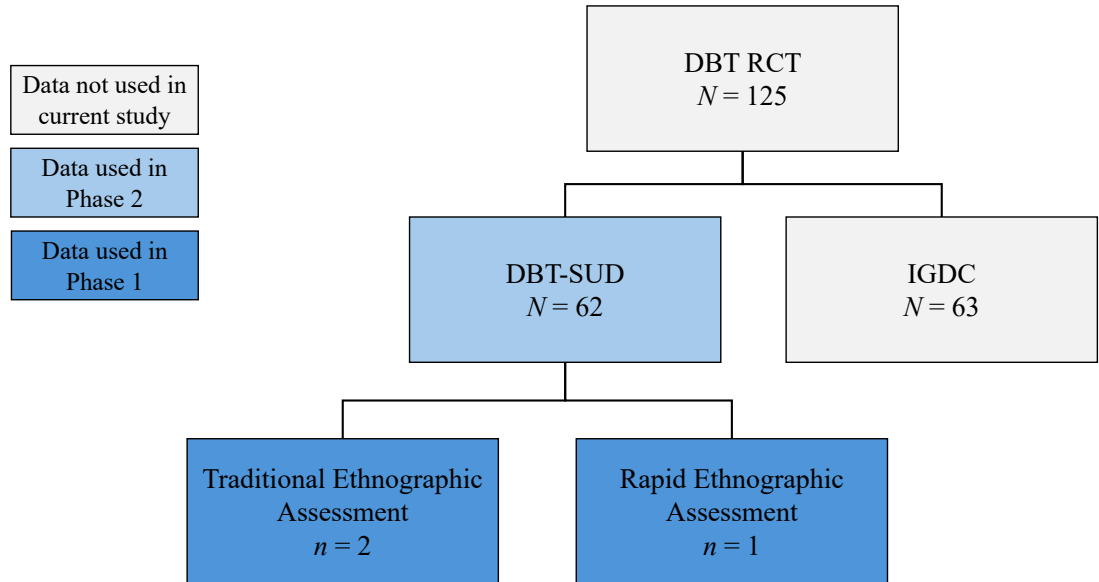 DBT RCT
N = 125
Data not used in
current study
Data used in
Phase 2
Data used in
Phase 1
DBT-SUD
N = 62
IGDC
N = 63
Traditional Ethnographic
Assessment
n = 2
Rapid Ethnographic
Assessment
n = 1